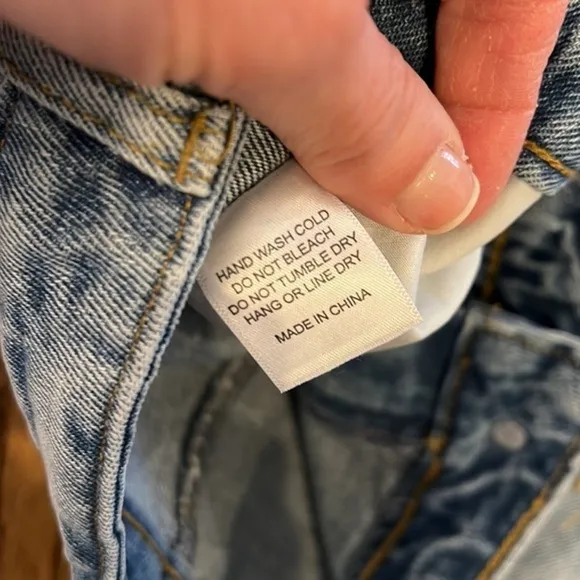 HAND WASH COLD
DO NOT BLEACH
DO NOT TUMBLE DRY
HANG OR LINE DRY
MADE IN CHINA